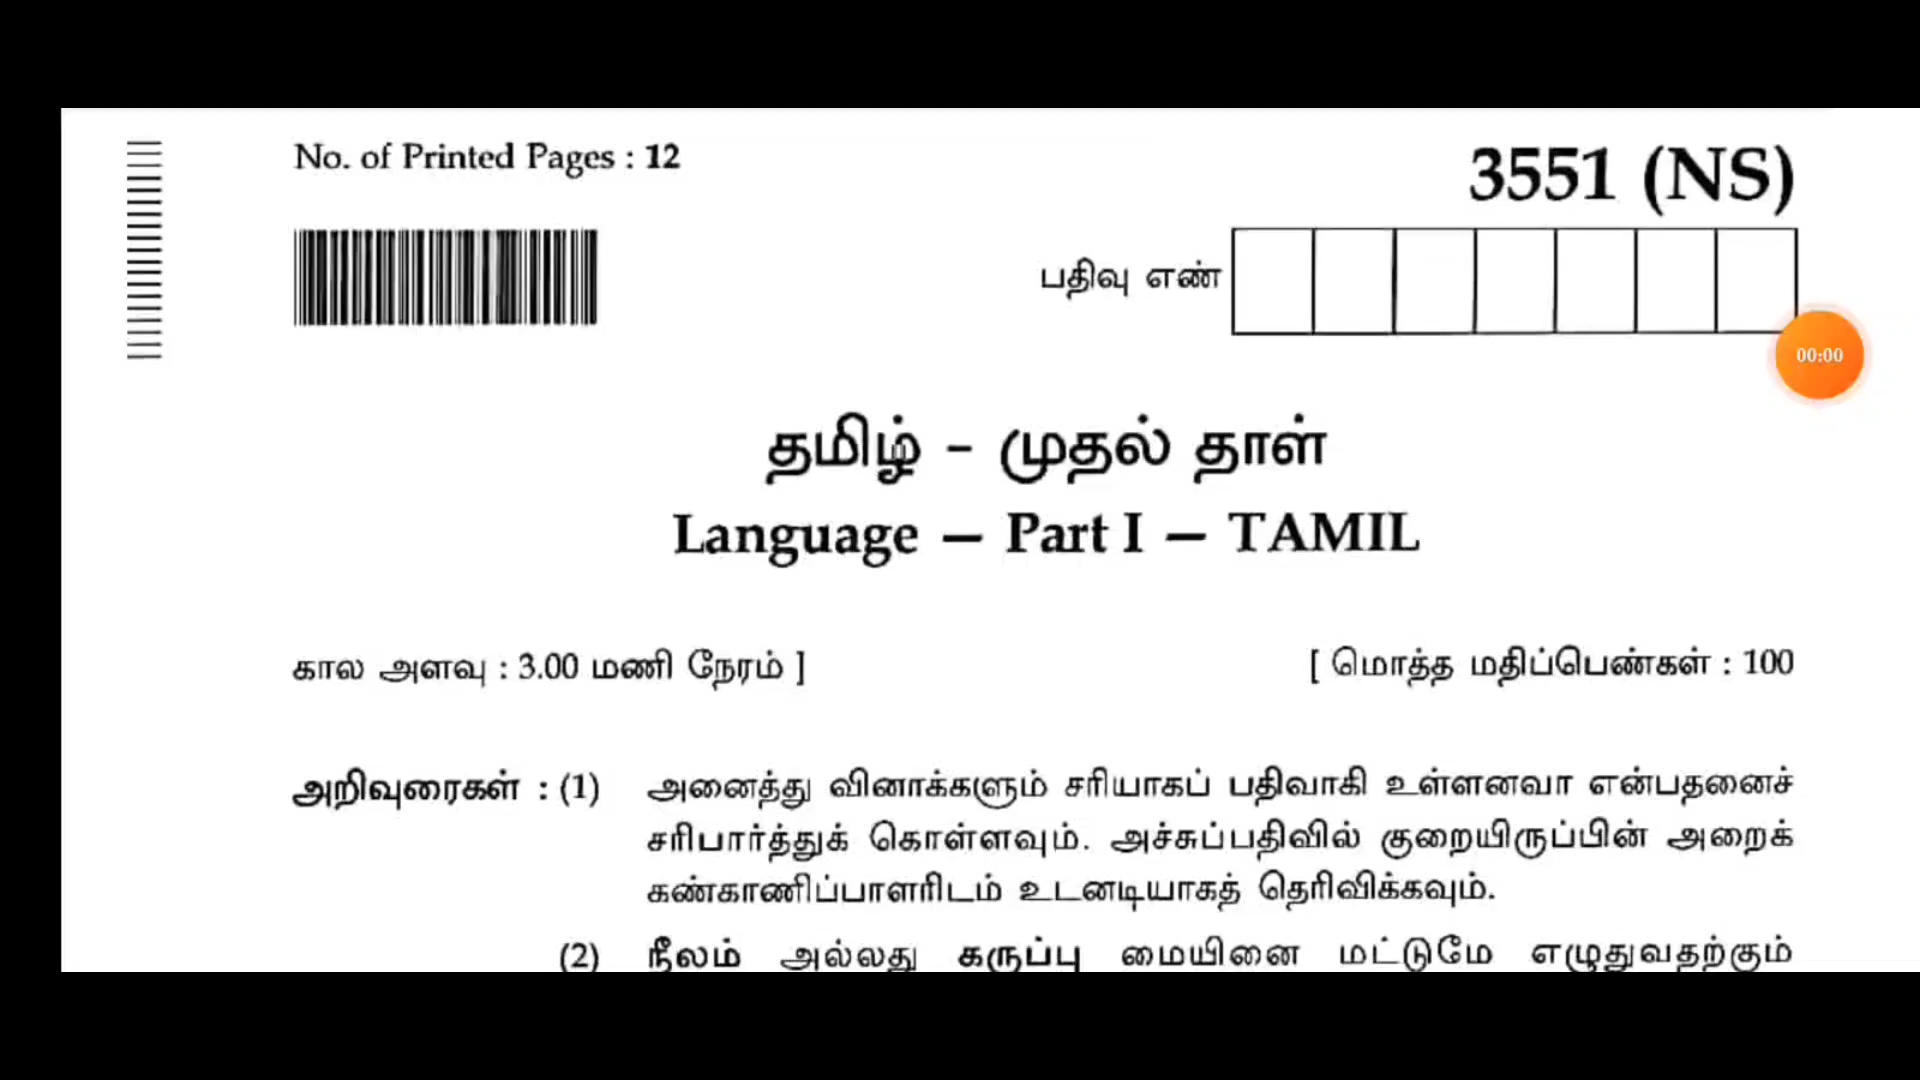 No. of Printed Pages : 12
3551 (NS)
பதிவு எண்
00:00
தமிழ் - முதல் தாள்
Language — Part I — TAMIL
கால அளவு : 3.00 மணி நேரம் ]
[ மொத்த மதிப்பெண்கள் : 100
அறிவுரைகள் : (1) அனைத்து வினாக்களும் சரியாகப் பதிவாகி உள்ளனவா என்பதனைச்
சரிபார்த்துக் கொள்ளவும். அச்சுப்பதிவில் குறையிருப்பின் அறைக்
கண்காணிப்பாளரிடம் உடனடியாகத் தெரிவிக்கவும்.
(2) நீலம் அல்லது கருப்பு மையினை மட்டுமே எழுதுவதற்கும்